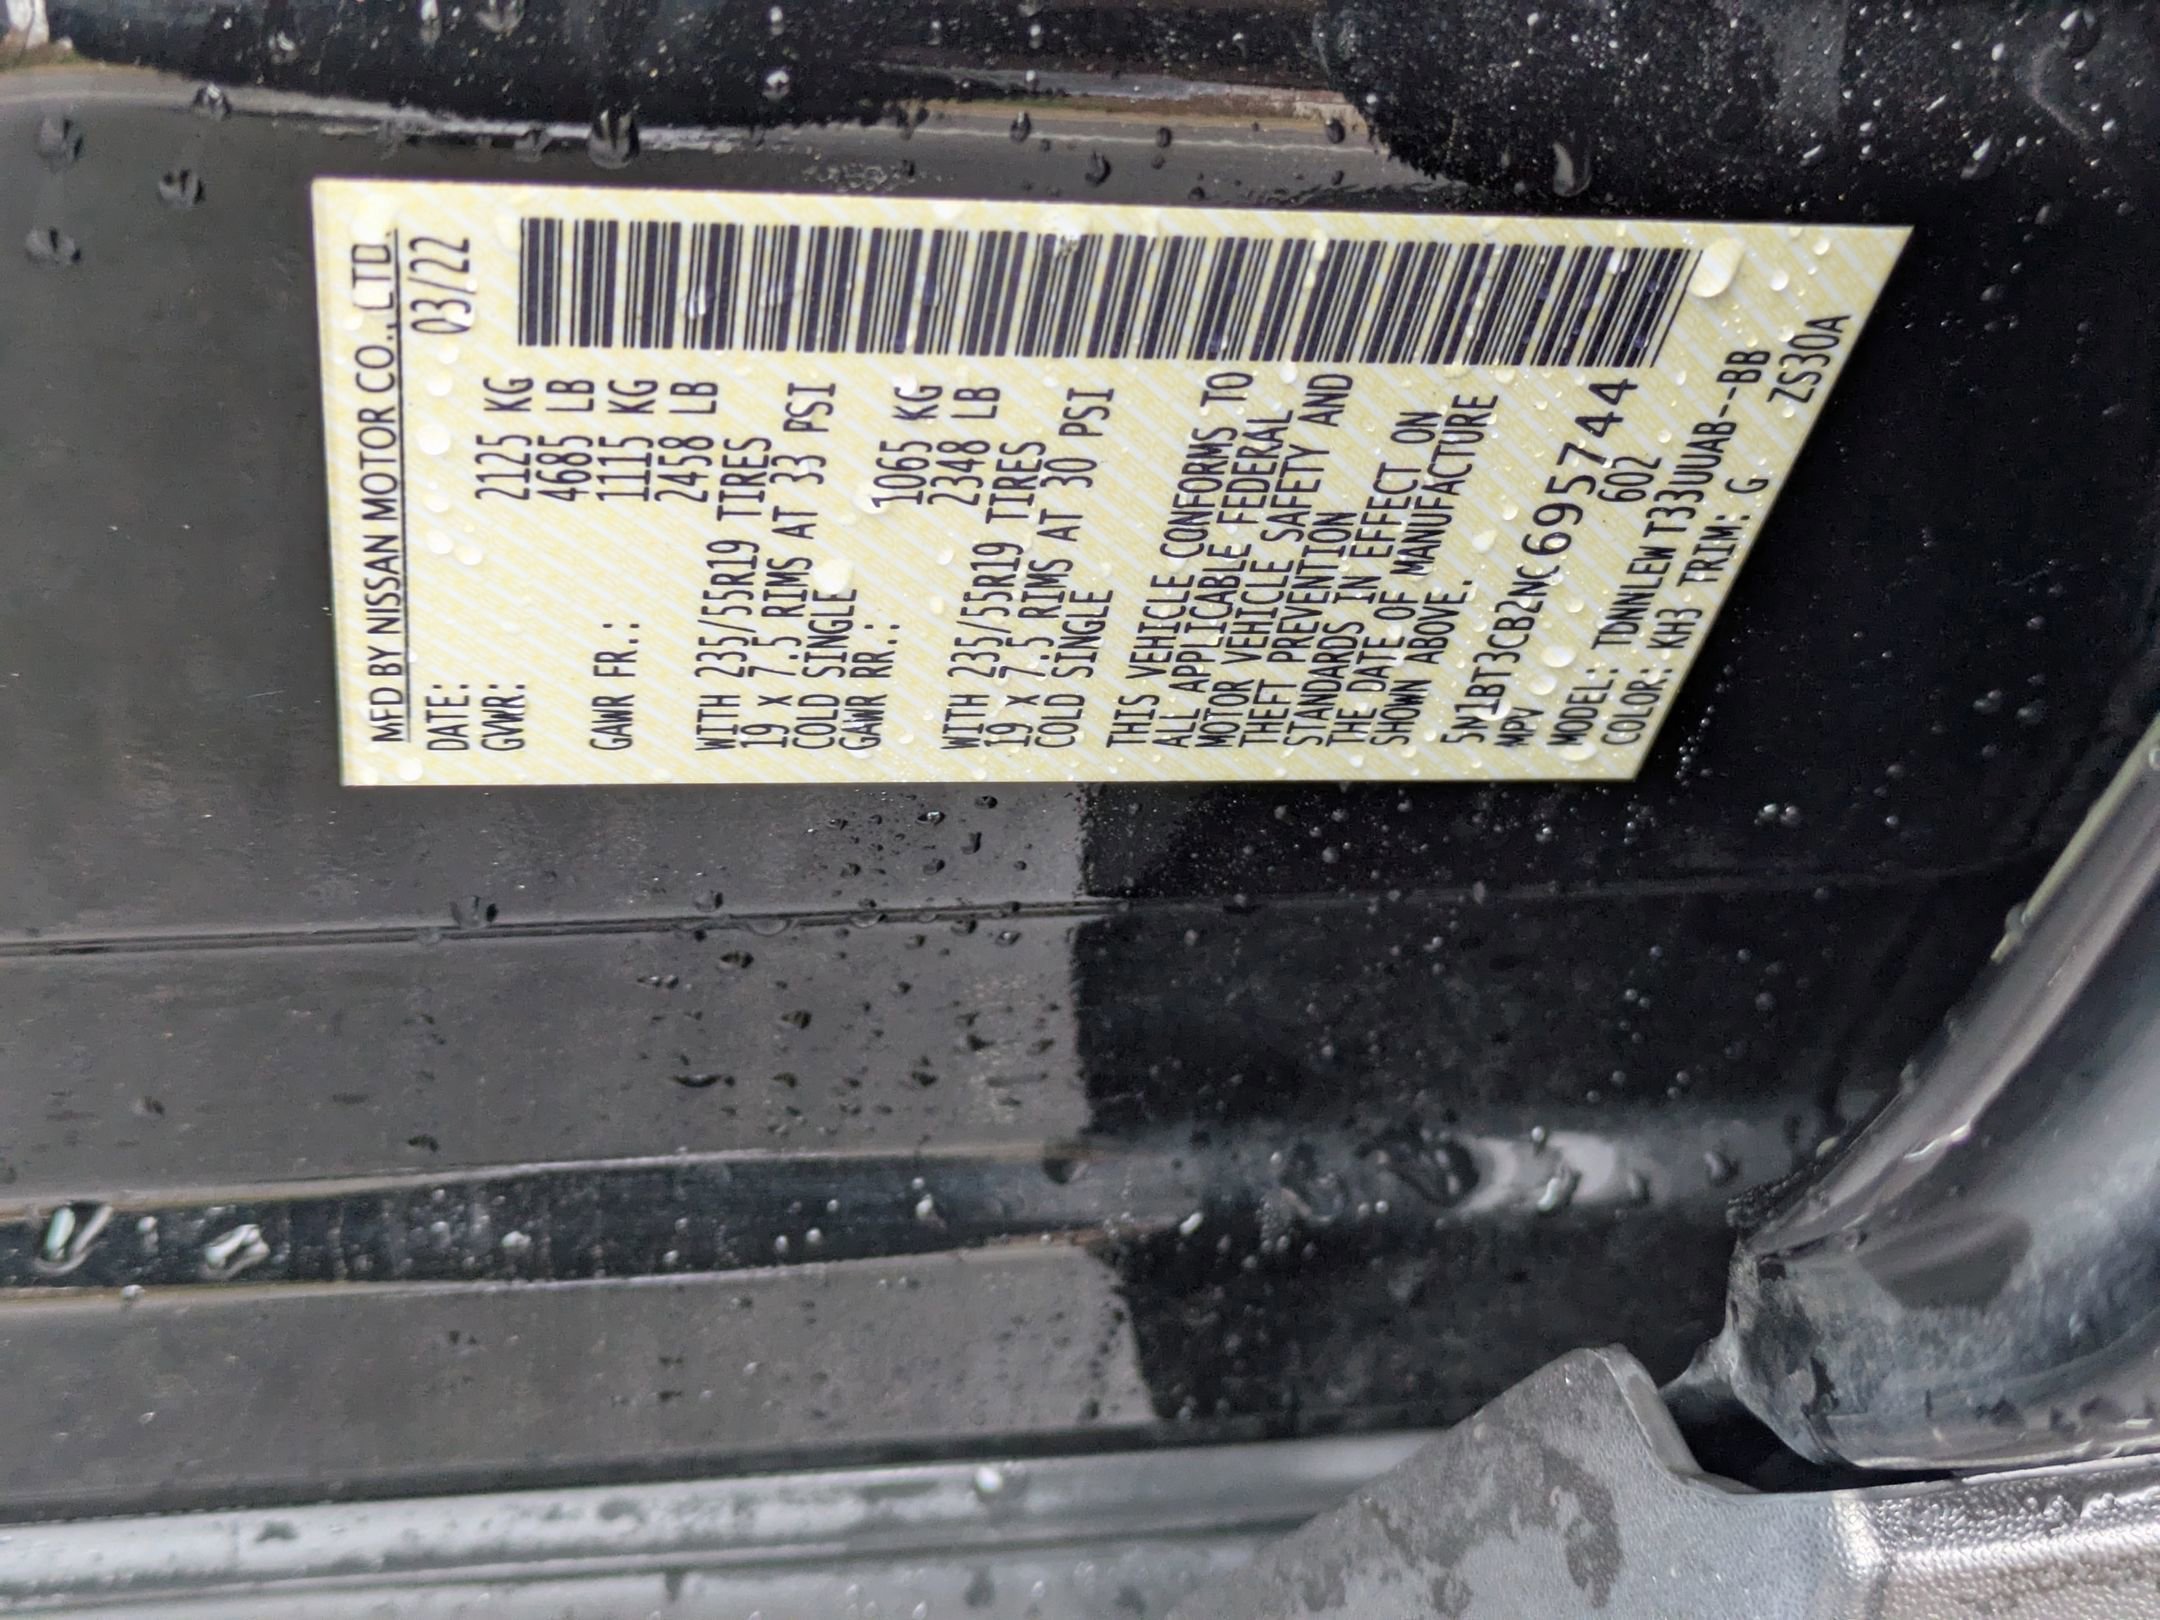 MFD BY NISSAN MOTOR CO., LTD.
DATE: 03/22
GVWR: 2125 KG
4685 LB
GAWR FR.: 1115 KG
2458 LB
WITH 235/55R19 TIRES
19 X 7.5 RIMS AT 33 PSI
COLD SINGLE
GAWR RR.: 1065 KG
2348 LB
WITH 235/55R19 TIRES
19 X 7.5 RIMS AT 30 PSI
COLD SINGLE
THIS VEHICLE CONFORMS TO
ALL APPLICABLE FEDERAL
MOTOR VEHICLE SAFETY AND
THEFT PREVENTION
STANDARDS IN EFFECT ON
THE DATE OF MANUFACTURE
SHOWN ABOVE.
5N1BT3CB2NC695744
MPV 602
MODEL: TDNNLEW T33UUAB--BB
COLOR: KH3 TRIM: G ZS30A